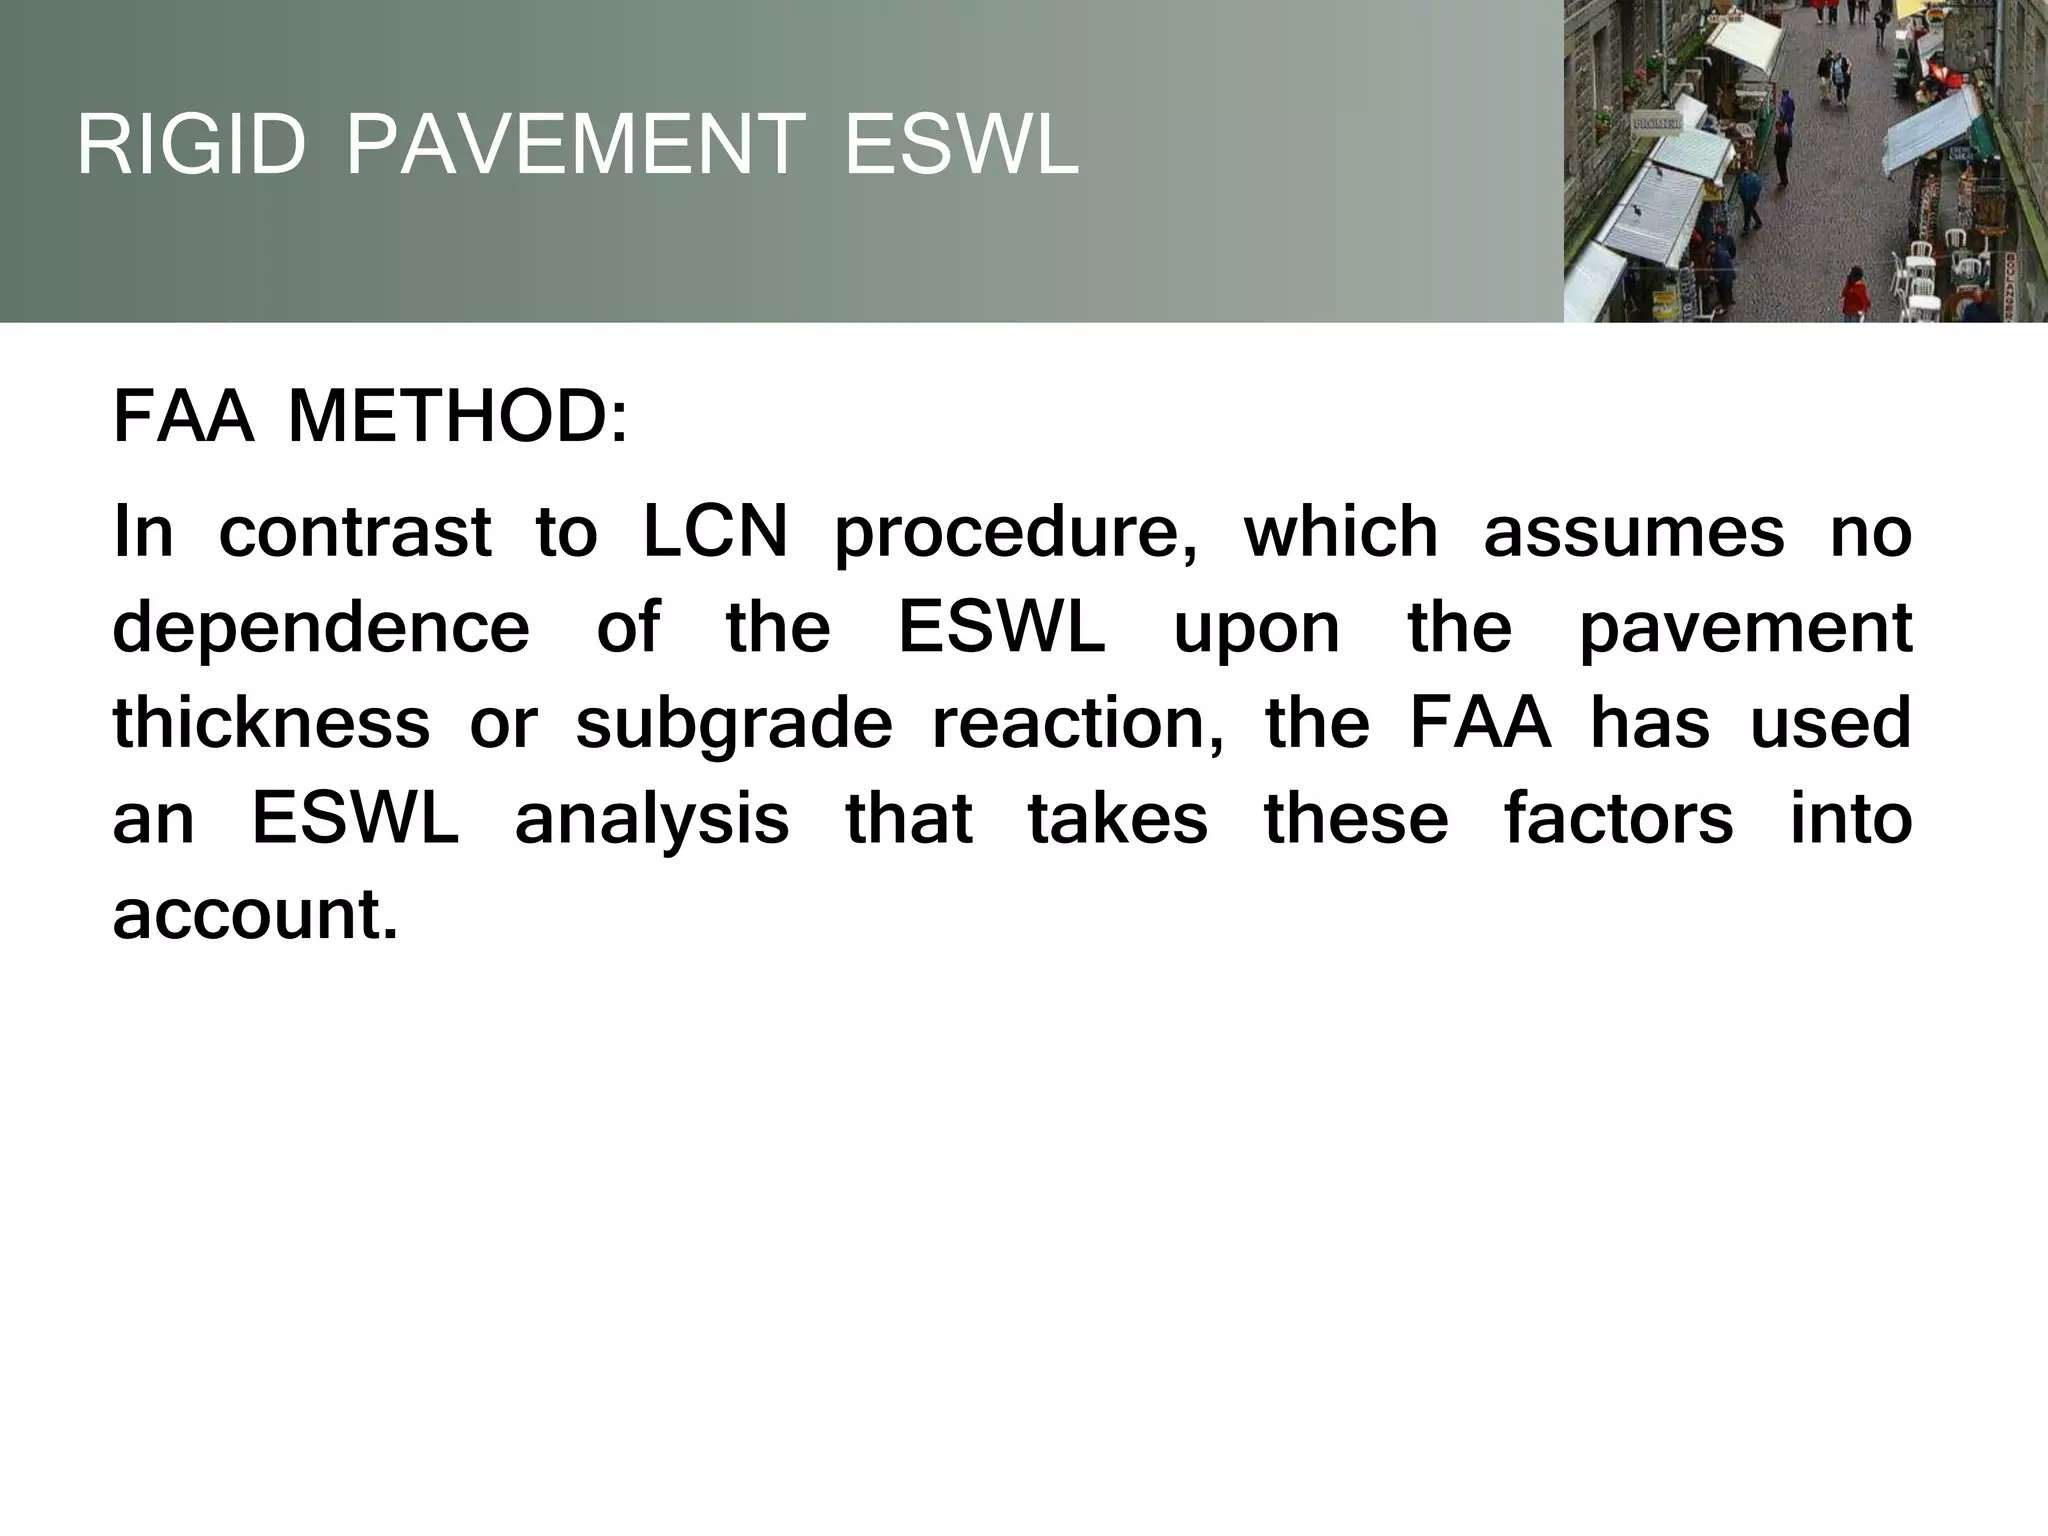 RIGID PAVEMENT ESWL
FAA METHOD:
In contrast to LCN procedure, which assumes no
dependence of the ESWL upon the pavement
thickness or subgrade reaction, the FAA has used
an ESWL analysis that takes these factors into
account.